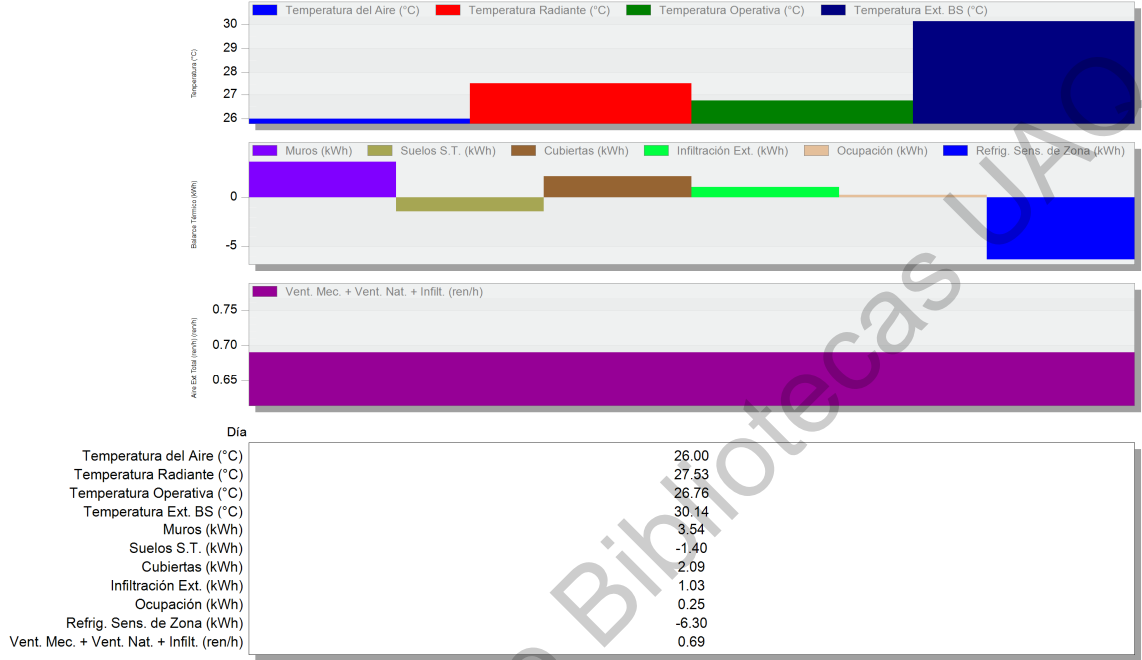 Temperatura del Aire (°C) Temperatura Radiante (°C) Temperatura Operativa (°C) Temperatura Ext. BS (°C)
30
29
28
27
26
Temperatura (°C)
Muros (kWh) Suelos S.T. (kWh) Cubiertas (kWh) Infiltración Ext. (kWh) Ocupación (kWh) Refrig. Sens. de Zona (kWh)
0
-5
Balance Térmico (kWh)
Vent. Mec. + Vent. Nat. + Infilt. (ren/h)
0.75
0.70
0.65
Aire Ext Total (ren/h) (ren/h)
Día
Temperatura del Aire (°C) 26.00
Temperatura Radiante (°C) 27.53
Temperatura Operativa (°C) 26.76
Temperatura Ext. BS (°C) 30.14
Muros (kWh) 3.54
Suelos S.T. (kWh) -1.40
Cubiertas (kWh) 2.09
Infiltración Ext. (kWh) 1.03
Ocupación (kWh) 0.25
Refrig. Sens. de Zona (kWh) -6.30
Vent. Mec. + Vent. Nat. + Infilt. (ren/h) 0.69
Bibliotecas UAQ